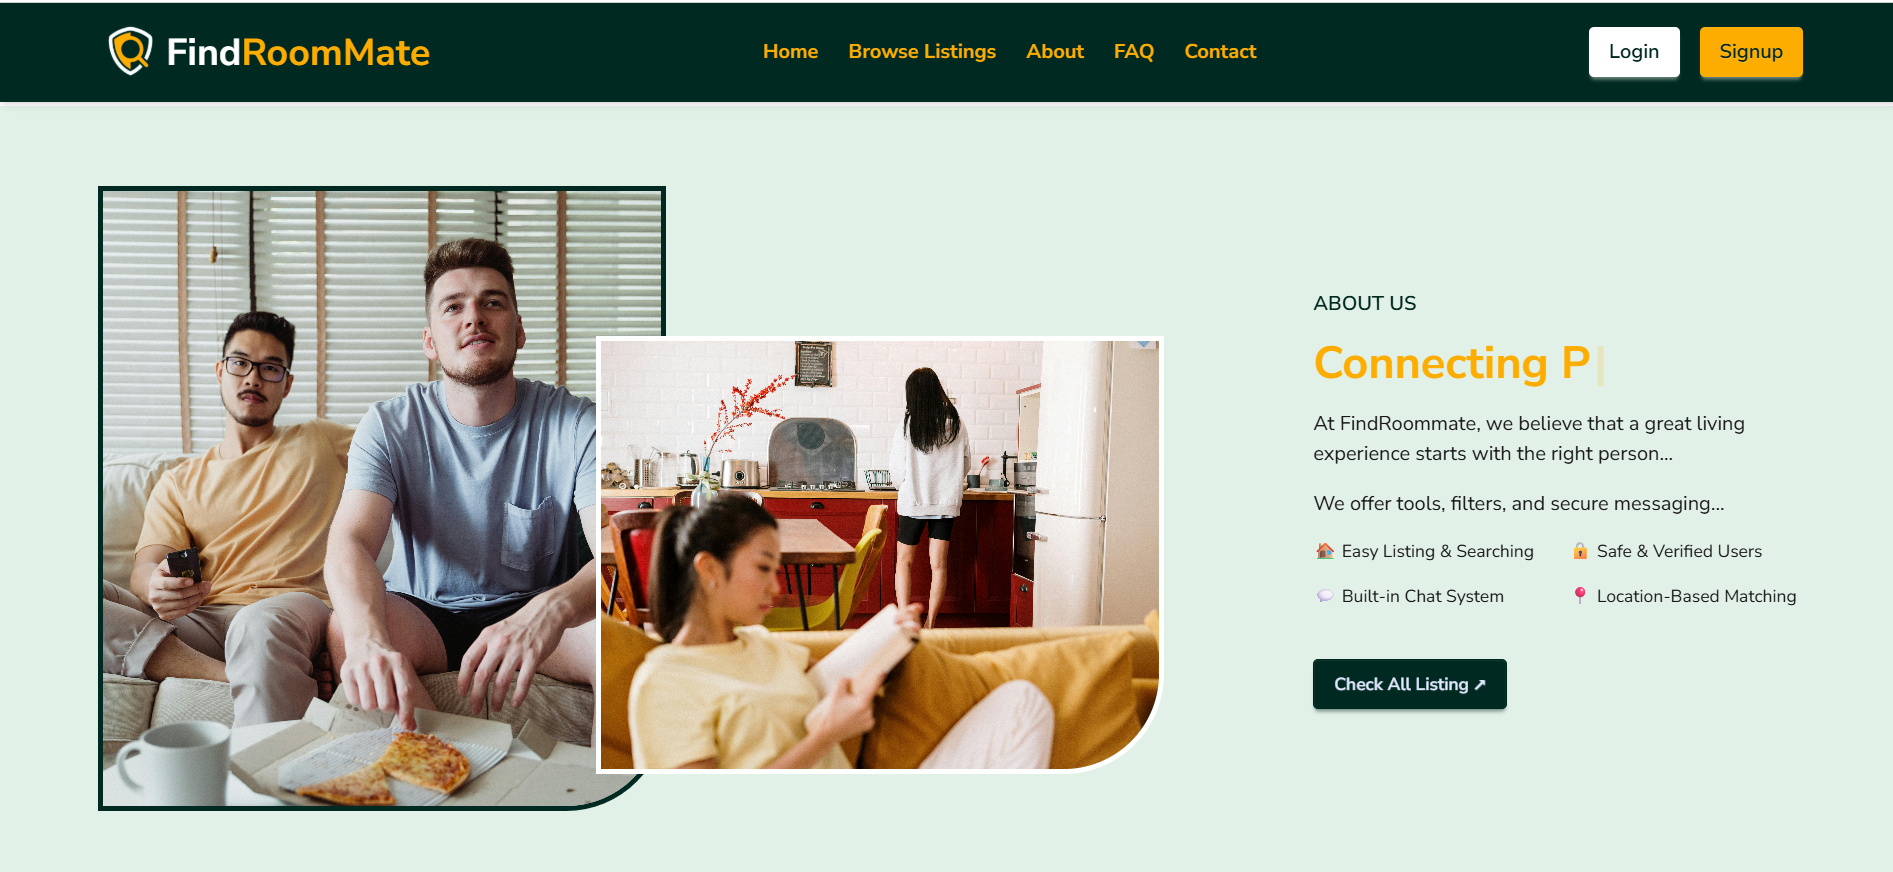 FindRoomMate
Home Browse Listings About FAQ Contact
Login Signup
ABOUT US
Connecting P|
At FindRoommate, we believe that a great living
experience starts with the right person...
We offer tools, filters, and secure messaging...
🏠 Easy Listing & Searching 🔒 Safe & Verified Users
💬 Built-in Chat System 📍 Location-Based Matching
Check All Listing ↗